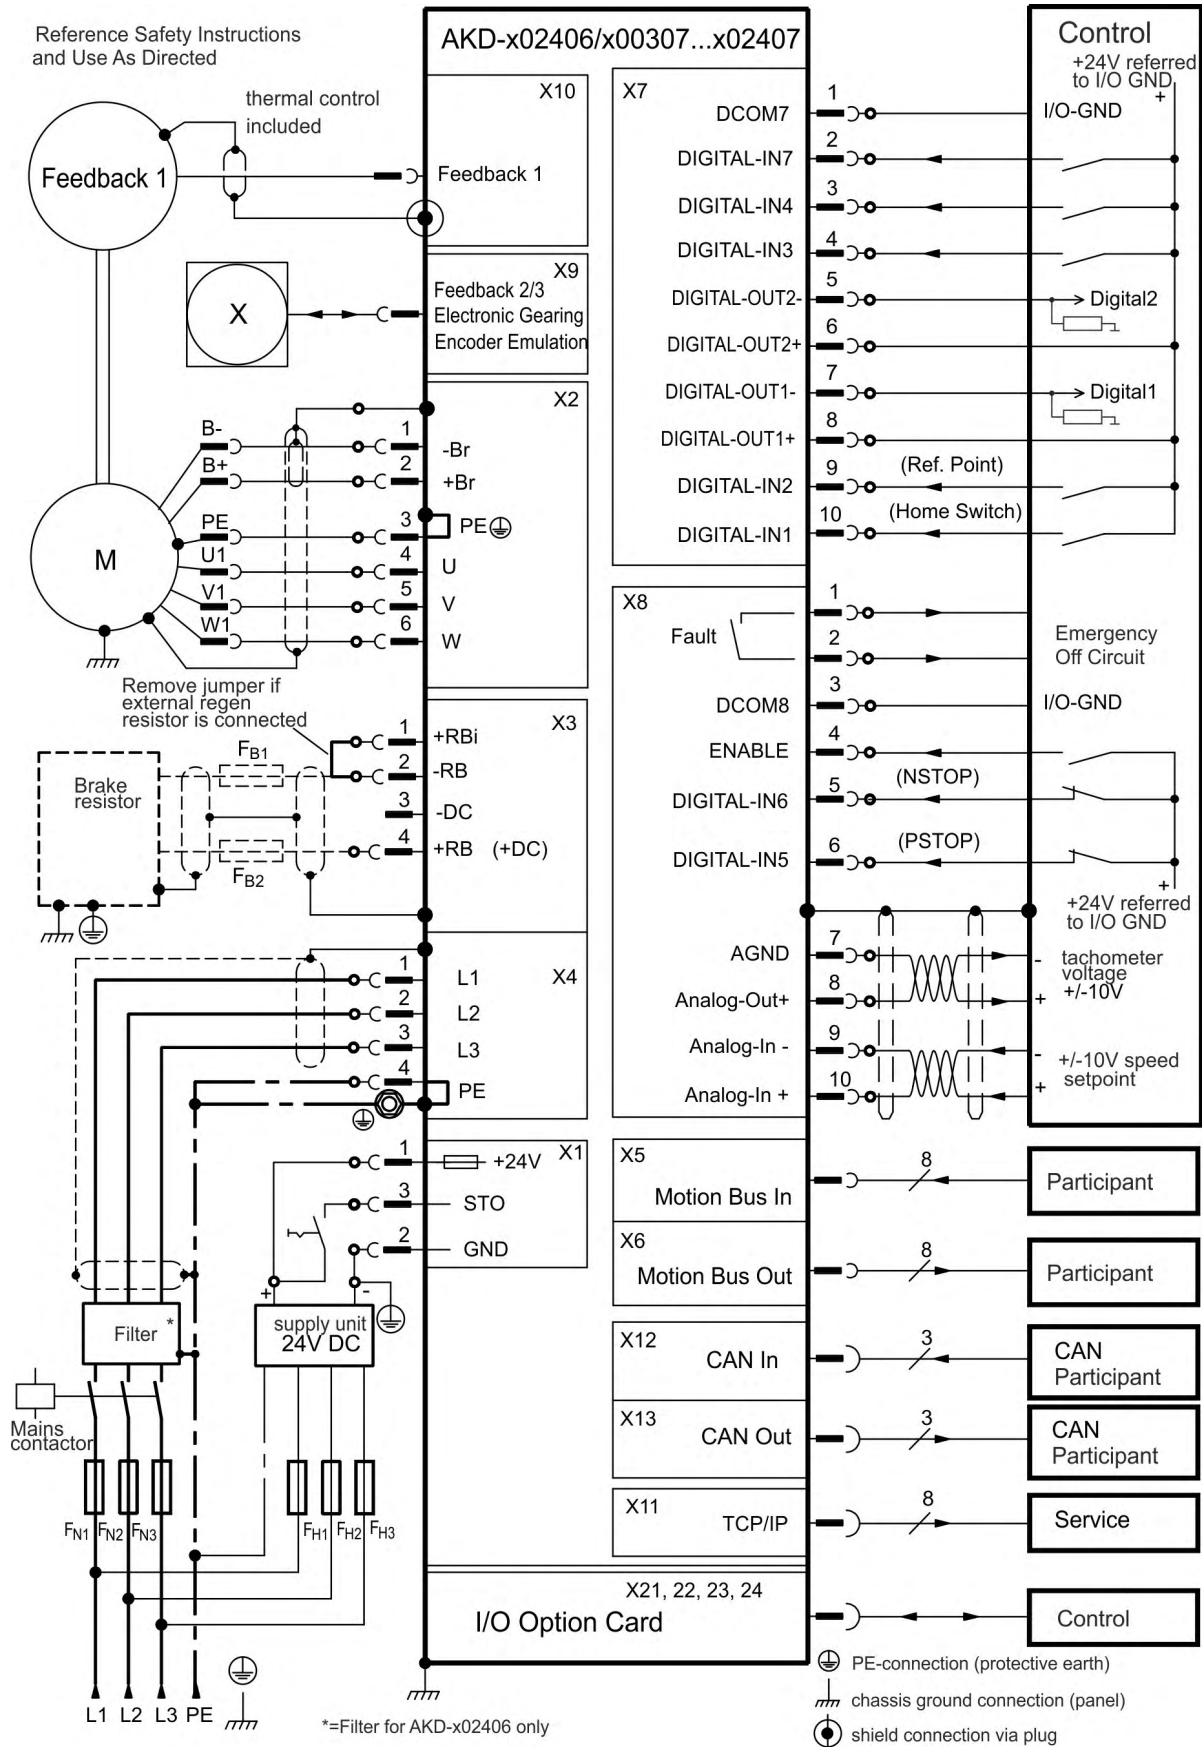 Reference Safety Instructions
and Use As Directed
AKD-x02406/x00307...x02407
Control
+24V referred
to I/O GND
+
thermal control
included
Feedback 1
X10
Feedback 1
X9
Feedback 2/3
Electronic Gearing
Encoder Emulation
X
X2
B-
1
-Br
B+
2
+Br
PE
3
PE
U1
4
U
V1
5
V
W1
6
W
M
Remove jumper if
external regen
resistor is connected
X3
1
+RBi
2
-RB
3
-DC
4
+RB (+DC)
Brake
resistor
FB1
FB2
X4
1
L1
2
L2
3
L3
4
PE
X1
1
+24V
3
STO
2
GND
+
-
supply unit
24V DC
Filter *
Mains
contactor
FN1 FN2 FN3
FH1 FH2 FH3
L1 L2 L3 PE
*=Filter for AKD-x02406 only
X7
DCOM7
1
I/O-GND
DIGITAL-IN7
2
DIGITAL-IN4
3
DIGITAL-IN3
4
DIGITAL-OUT2-
5
Digital2
DIGITAL-OUT2+
6
DIGITAL-OUT1-
7
Digital1
DIGITAL-OUT1+
8
DIGITAL-IN2
9
(Ref. Point)
DIGITAL-IN1
10
(Home Switch)
X8
Fault
1
2
Emergency
Off Circuit
DCOM8
3
I/O-GND
ENABLE
4
DIGITAL-IN6
5
(NSTOP)
DIGITAL-IN5
6
(PSTOP)
+
+24V referred
to I/O GND
AGND
7
-
tachometer
voltage
+/-10V
Analog-Out+
8
+
Analog-In -
9
-
+/-10V speed
setpoint
Analog-In +
10
+
X5
Motion Bus In
8
Participant
X6
Motion Bus Out
8
Participant
X12
CAN In
3
CAN
Participant
X13
CAN Out
3
CAN
Participant
X11
TCP/IP
8
Service
X21, 22, 23, 24
I/O Option Card
Control
PE-connection (protective earth)
chassis ground connection (panel)
shield connection via plug